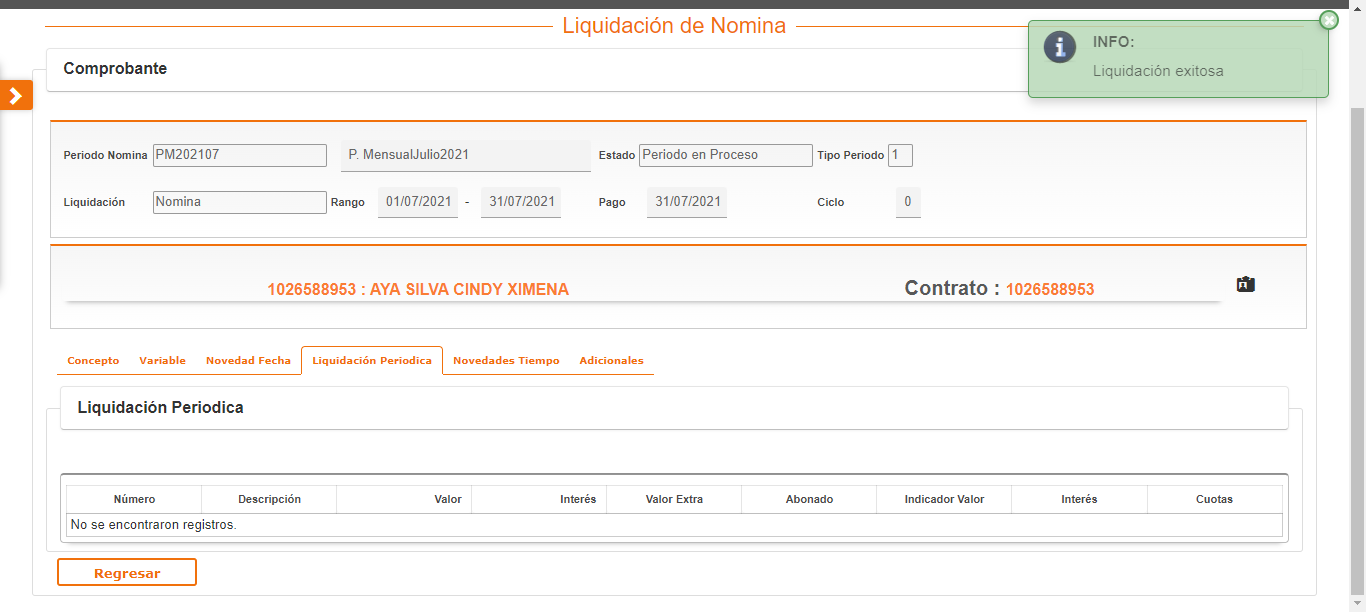 Liquidación de Nomina
INFO:
Liquidación exitosa
Comprobante
Periodo Nomina PM202107 P. MensualJulio2021 Estado Periodo en Proceso Tipo Periodo 1
Liquidación Nomina Rango 01/07/2021 - 31/07/2021 Pago 31/07/2021 Ciclo 0
1026588953 : AYA SILVA CINDY XIMENA Contrato : 1026588953
Concepto Variable Novedad Fecha Liquidación Periodica Novedades Tiempo Adicionales
Liquidación Periodica
Número Descripción Valor Interés Valor Extra Abonado Indicador Valor Interés Cuotas
No se encontraron registros.
Regresar